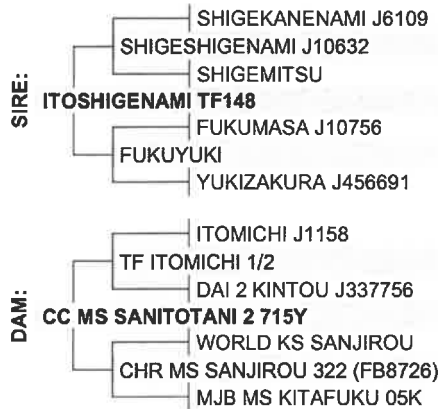 SIRE:
SHIGEKANENAMI J6109
SHIGESHIGENAMI J10632
SHIGEMITSU
ITOSHIGENAMI TF148
FUKUMASA J10756
FUKUYUKI
YUKIZAKURA J456691
DAM:
ITOMICHI J1158
TF ITOMICHI 1/2
DAI 2 KINTOU J337756
CC MS SANITOTANI 2 715Y
WORLD KS SANJIROU
CHR MS SANJIROU 322 (FB8726)
MJB MS KITAFUKU 05K